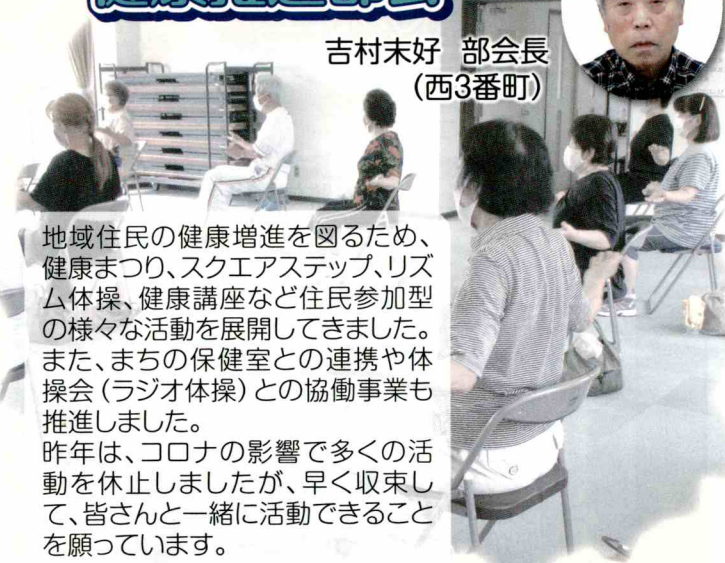 健康推進部会
吉村末好 部会長
(西3番町)
地域住民の健康増進を図るため、
健康まつり、スクエアステップ、リズ
ム体操、健康講座など住民参加型
の様々な活動を展開してきました。
また、まちの保健室との連携や体
操会(ラジオ体操)との協働事業も
推進しました。
昨年は、コロナの影響で多くの活
動を休止しましたが、早く収束し
て、皆さんと一緒に活動できること
を願っています。